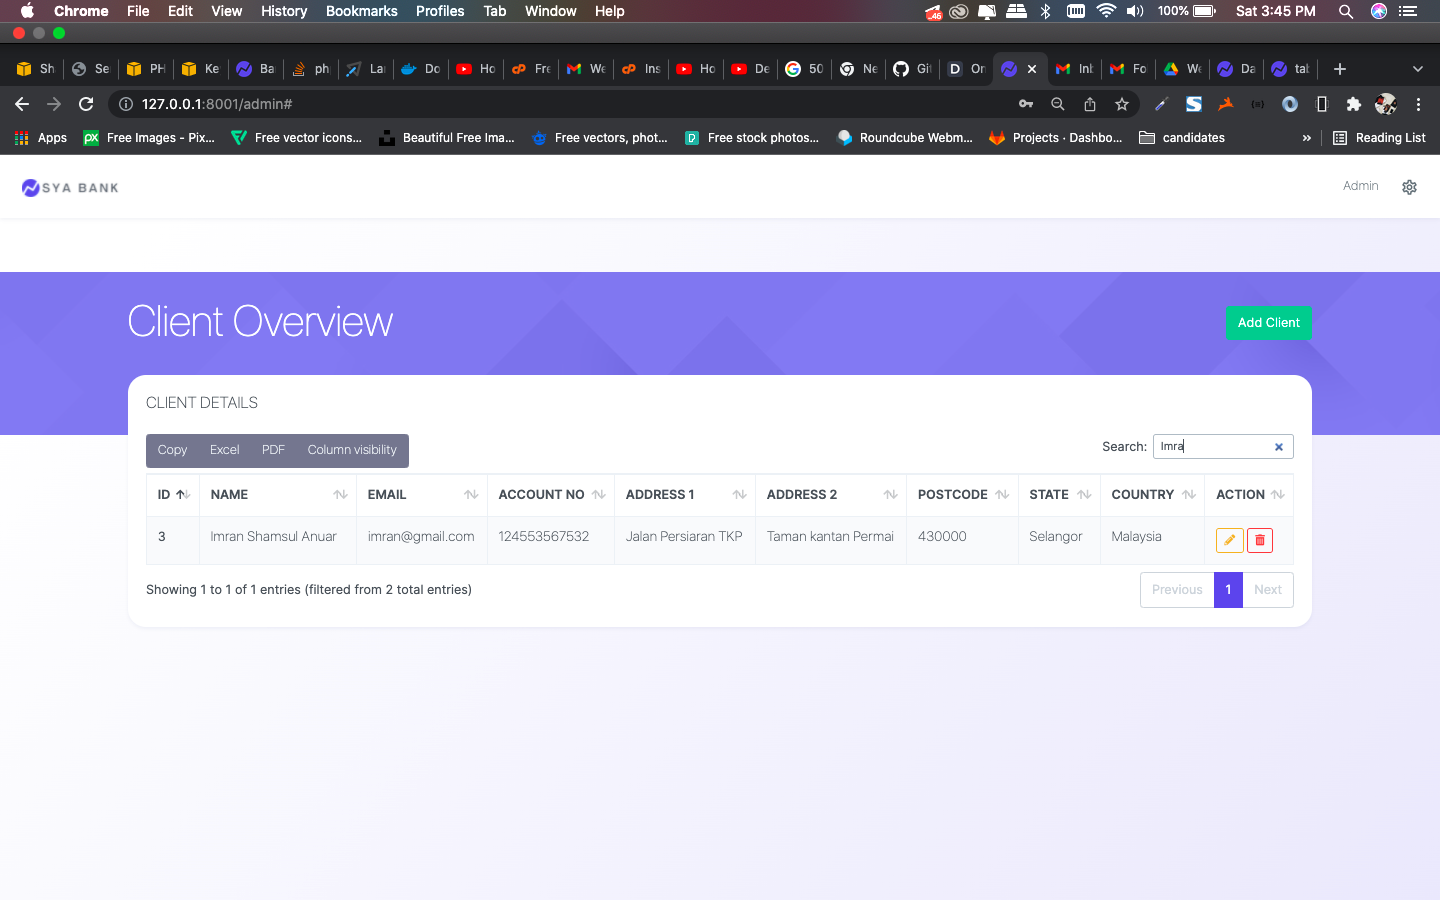 Chrome File Edit View History Bookmarks Profiles Tab Window Help 46 100% Sat 3:45 PM
Sh Se PH Ke Ba ph La Do Ho Fre We Ins Ho De 50 Ne Git On Inb Fo We Da tab
127.0.0.1:8001/admin#
Apps Free Images - Pix... Free vector icons... Beautiful Free Ima... Free vectors, phot... Free stock photos... Roundcube Webm... Projects · Dashbo... candidates » Reading List
SYA BANK Admin
Client Overview Add Client
CLIENT DETAILS
Copy Excel PDF Column visibility Search: Imra
ID NAME EMAIL ACCOUNT NO ADDRESS 1 ADDRESS 2 POSTCODE STATE COUNTRY ACTION
3 Imran Shamsul Anuar imran@gmail.com 124553567532 Jalan Persiaran TKP Taman kantan Permai 430000 Selangor Malaysia
Showing 1 to 1 of 1 entries (filtered from 2 total entries) Previous 1 Next